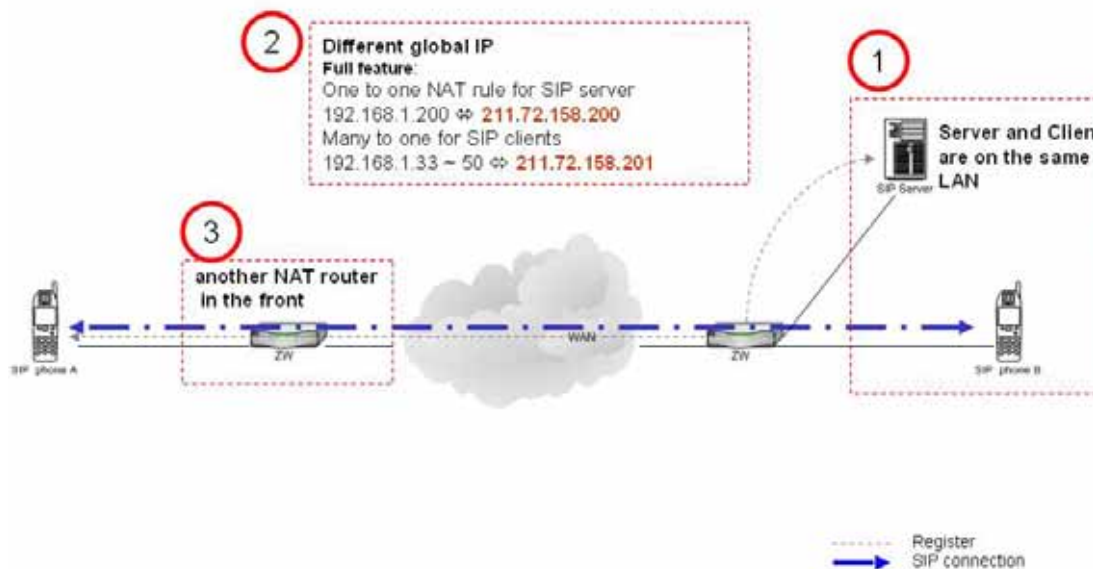 2
Different global IP
Full feature:
One to one NAT rule for SIP server
192.168.1.200 ⇔ 211.72.158.200
Many to one for SIP clients
192.168.1.33 ~ 50 ⇔ 211.72.158.201
1
Server and Clien
are on the same
LAN
SIP Server
3
another NAT router
in the front
WAN
ZW
ZW
SIP phone A
SIP phone B
Register
SIP connection